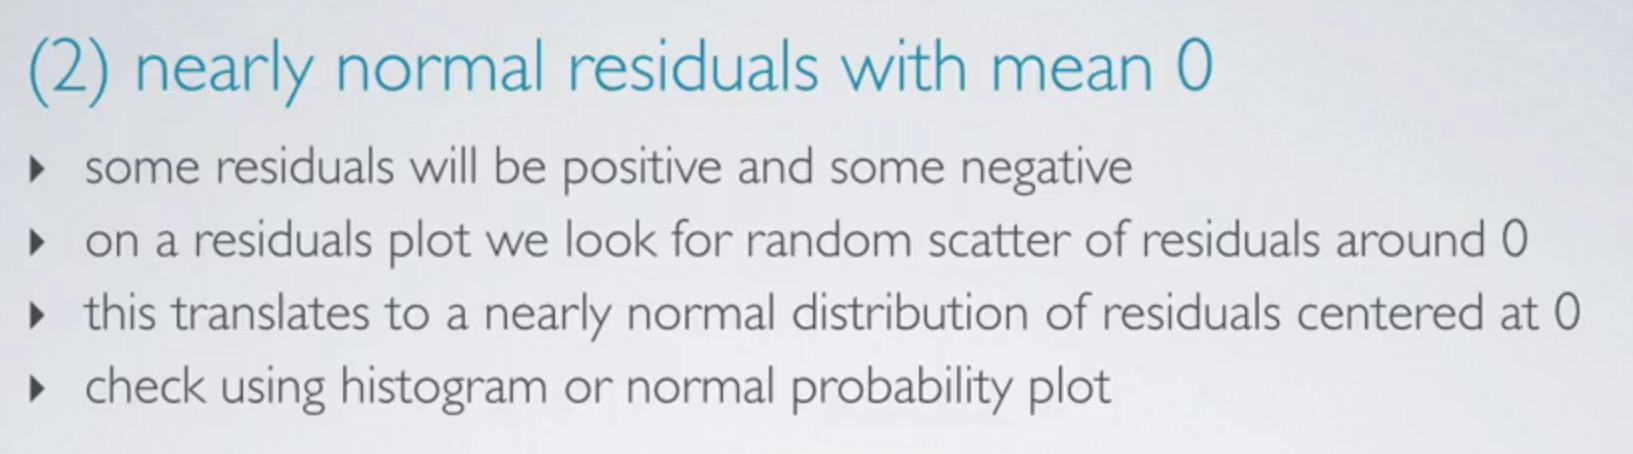 (2) nearly normal residuals with mean 0
some residuals will be positive and some negative
on a residuals plot we look for random scatter of residuals around 0
this translates to a nearly normal distribution of residuals centered at 0
check using histogram or normal probability plot